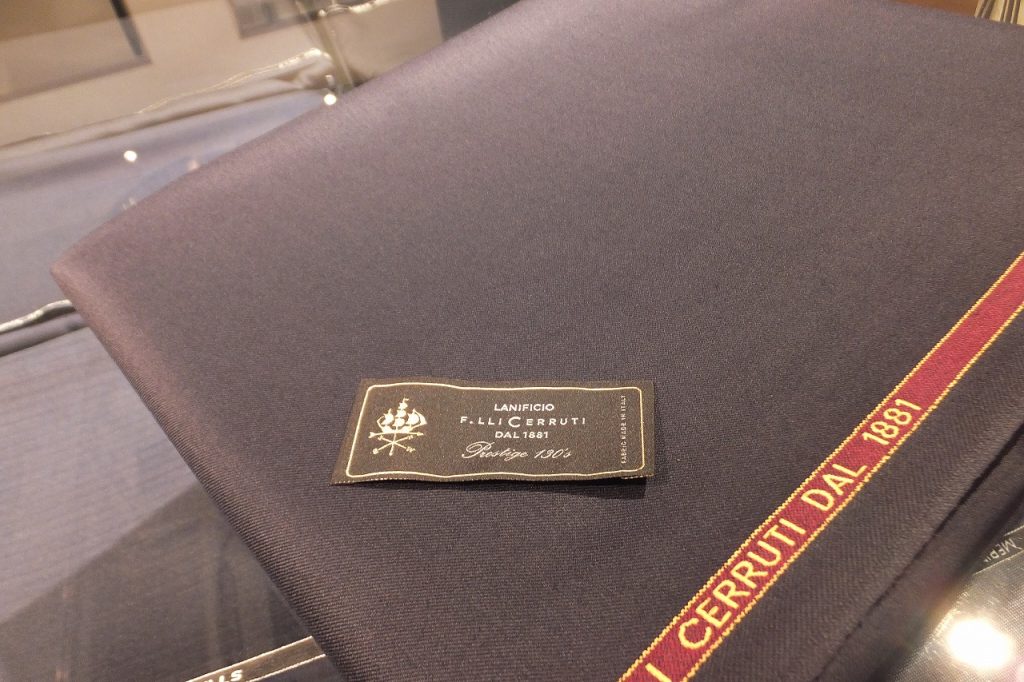 LANIFICIO
F.LLI CERRUTI
DAL 1881
Prestige 130's
FABRIC MADE IN ITALY
I CERRUTI DAL 1881